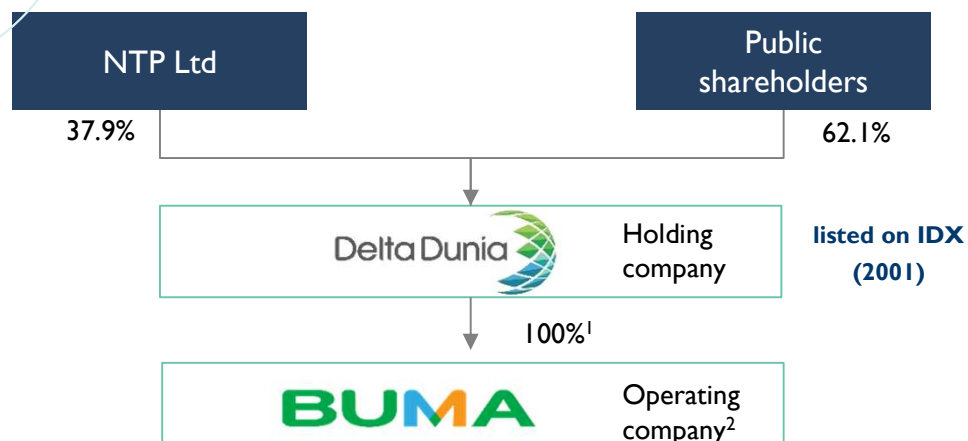 NTP Ltd
Public
shareholders
37.9%
62.1%
Delta Dunia
Holding
company
listed on IDX
(2001)
100%¹
BUMA
Operating
company²